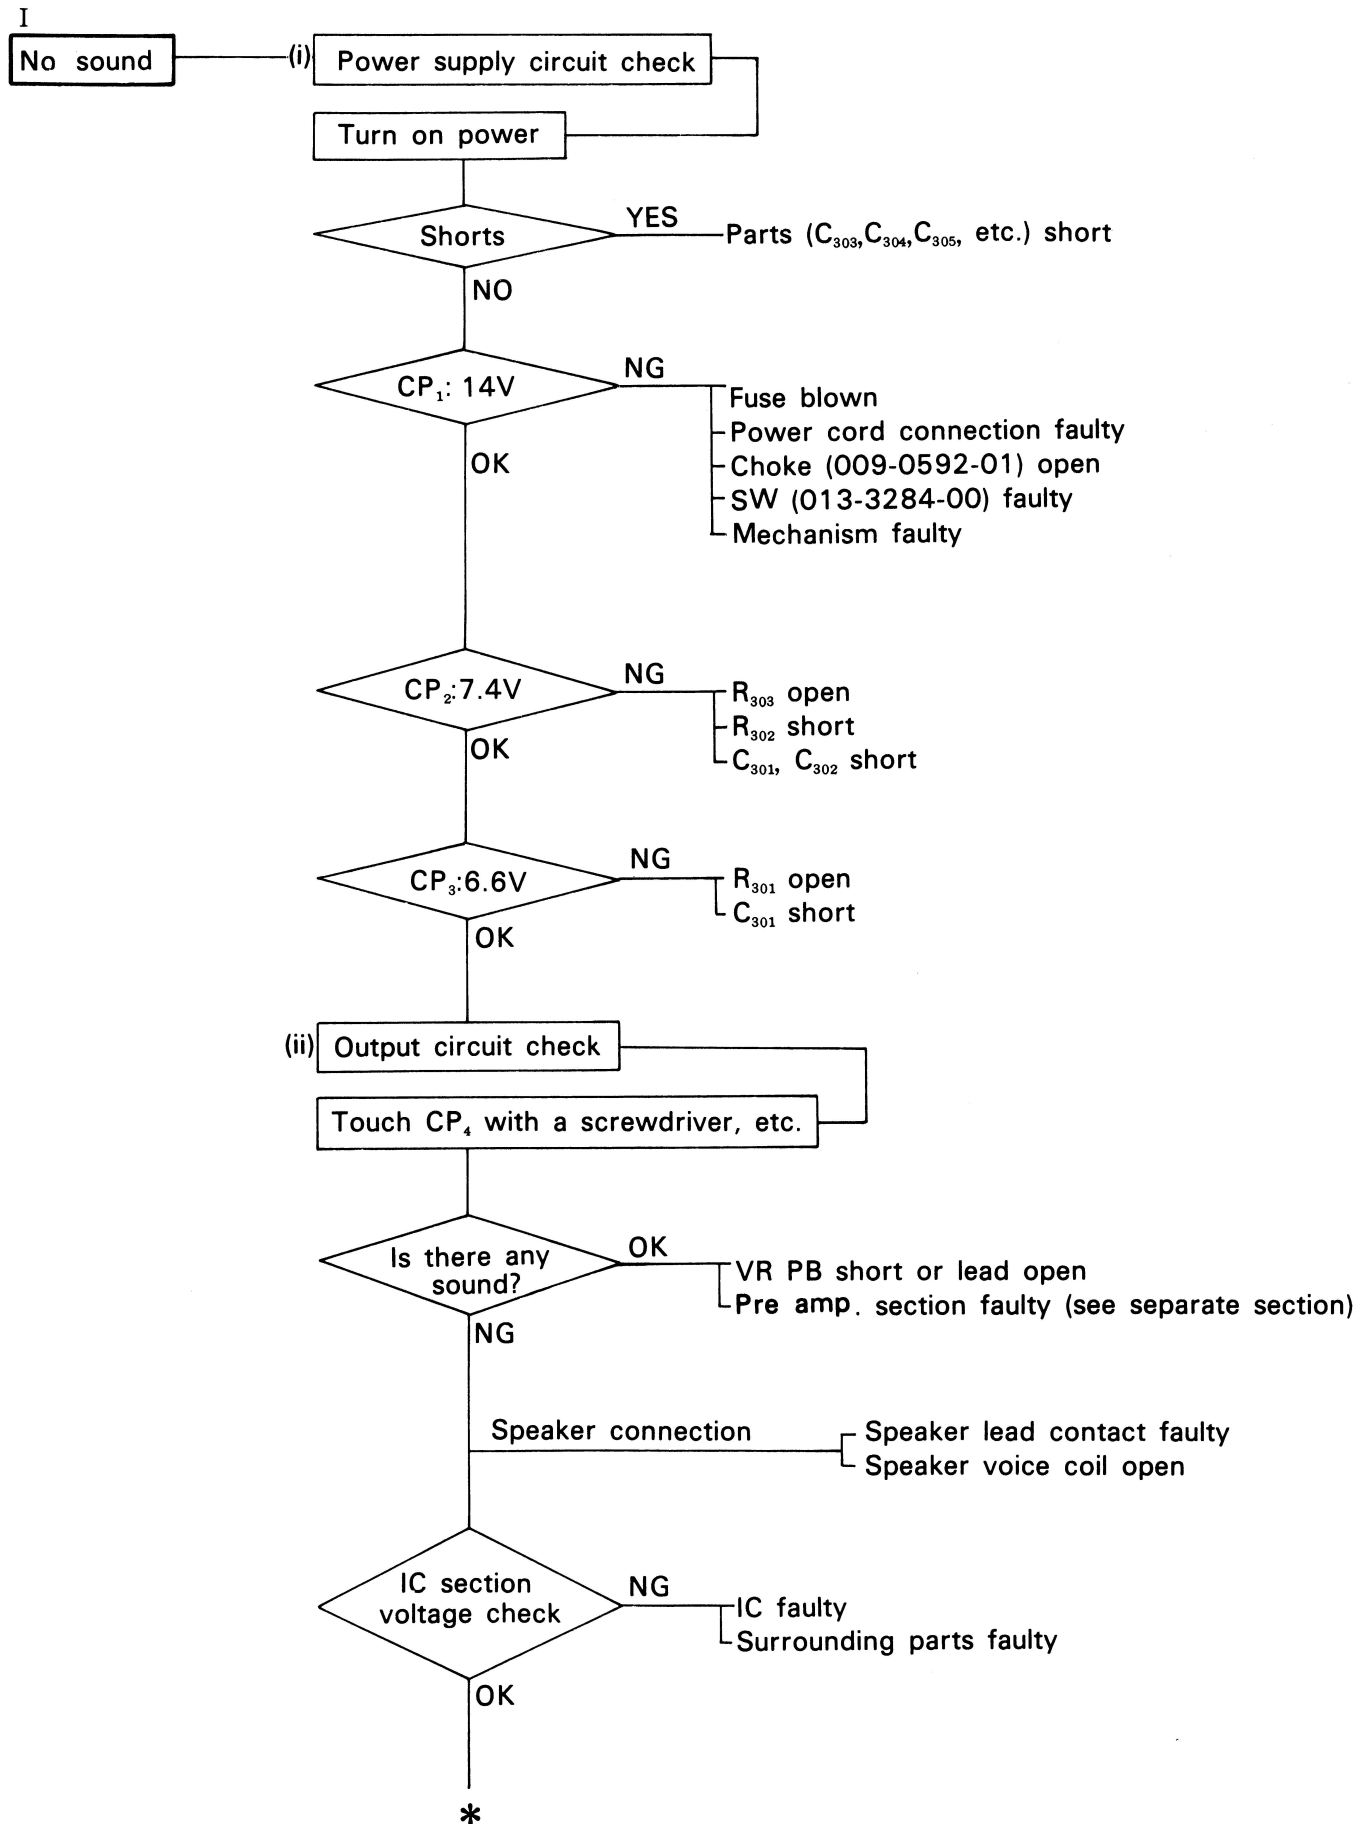 I
No sound
(i) Power supply circuit check
Turn on power
Shorts
YES
Parts (C₃₀₃,C₃₀₄,C₃₀₅, etc.) short
NO
CP₁: 14V
NG
Fuse blown
Power cord connection faulty
Choke (009-0592-01) open
SW (013-3284-00) faulty
Mechanism faulty
OK
CP₂:7.4V
NG
R₃₀₃ open
R₃₀₂ short
C₃₀₁, C₃₀₂ short
OK
CP₃:6.6V
NG
R₃₀₁ open
C₃₀₁ short
OK
(ii) Output circuit check
Touch CP₄ with a screwdriver, etc.
Is there any
sound?
OK
VR PB short or lead open
Pre amp. section faulty (see separate section)
NG
Speaker connection
Speaker lead contact faulty
Speaker voice coil open
IC section
voltage check
NG
IC faulty
Surrounding parts faulty
OK
*